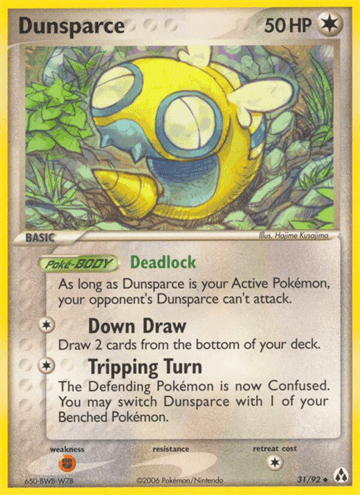 Dunsparce 50 HP
BASIC Illus. Hajime Kusajima
Poké-BODY Deadlock
As long as Dunsparce is your Active Pokémon,
your opponent's Dunsparce can't attack.
Down Draw
Draw 2 cards from the bottom of your deck.
Tripping Turn
The Defending Pokémon is now Confused.
You may switch Dunsparce with 1 of your
Benched Pokémon.
weakness resistance retreat cost
650-BWB-W7B ©2006 Pokémon/Nintendo 31/92